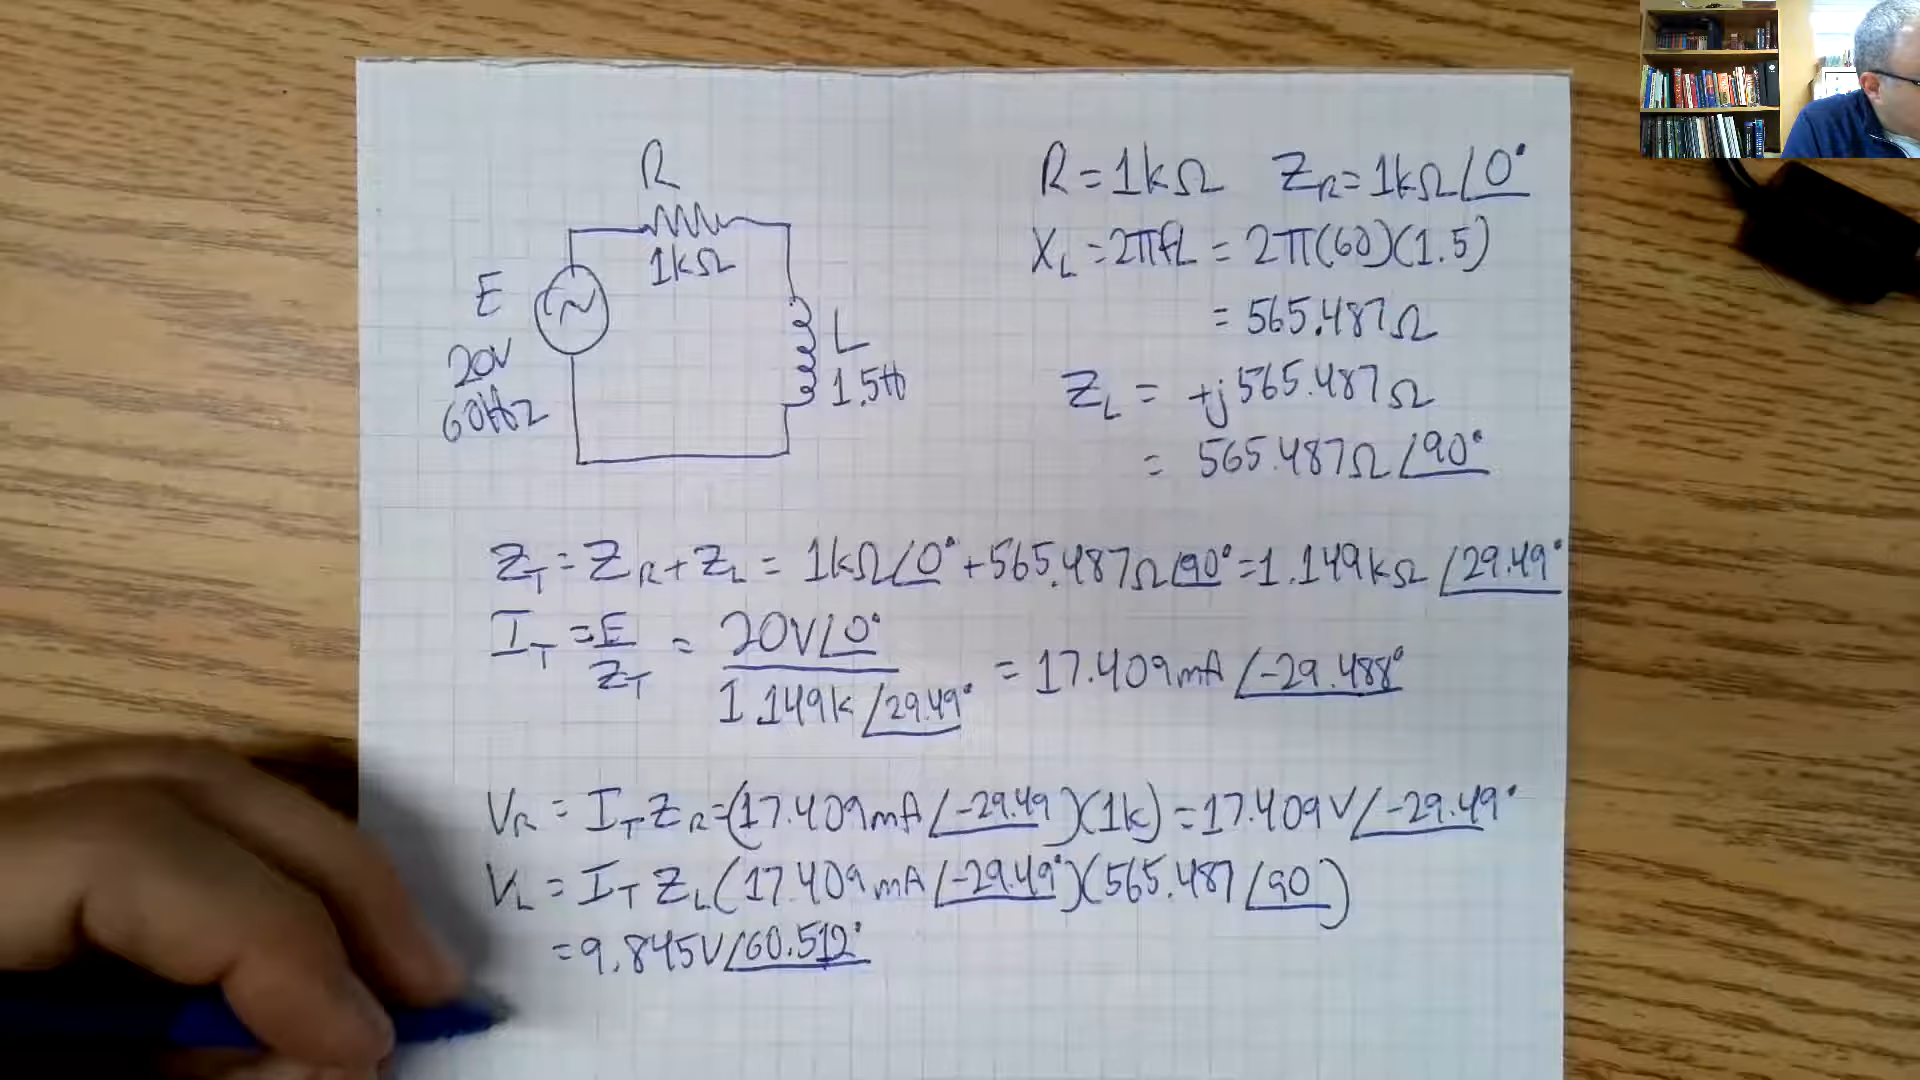 R
1kΩ
E
20V
60Hz
L
1.5H
R = 1kΩ Z_R = 1kΩ∠0°
X_L = 2πfL = 2π(60)(1.5)
= 565.487Ω
Z_L = +j565.487Ω
= 565.487Ω∠90°
Z_T = Z_R + Z_L = 1kΩ∠0° + 565.487Ω∠90° = 1.149kΩ∠29.49°
I_T = E/Z_T = 20V∠0° / 1.149k∠29.49° = 17.409mA∠-29.488°
V_R = I_T Z_R = (17.409mA∠-29.49)(1k) = 17.409V∠-29.49°
V_L = I_T Z_L (17.409mA∠-29.49°)(565.487∠90)
= 9.845V∠60.512°